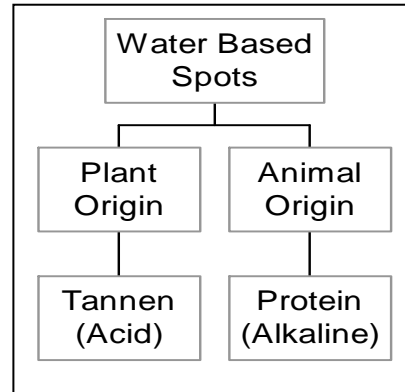 Water Based
Spots
Plant
Origin
Animal
Origin
Tannen
(Acid)
Protein
(Alkaline)